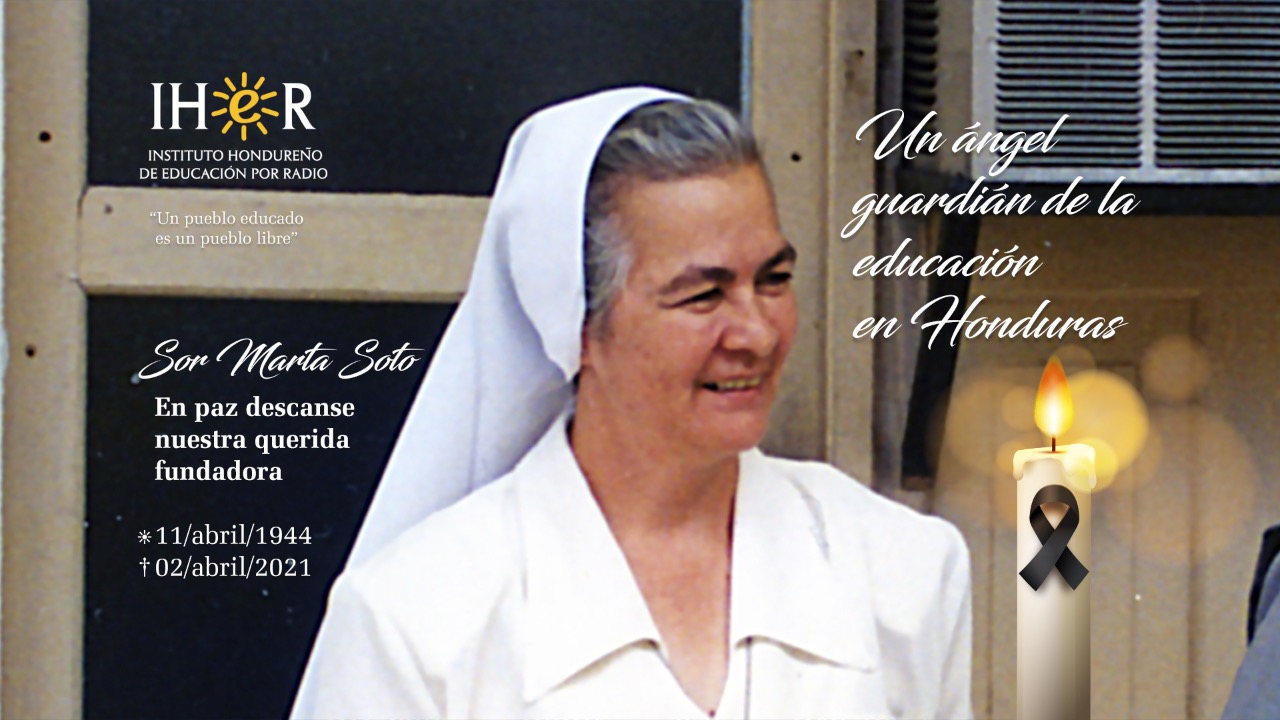 IHeR
INSTITUTO HONDUREÑO
DE EDUCACIÓN POR RADIO
“Un pueblo educado
es un pueblo libre”
Sor Marta Soto
En paz descanse
nuestra querida
fundadora
✳11/abril/1944
†02/abril/2021
Un ángel
guardián de la
educación
en Honduras